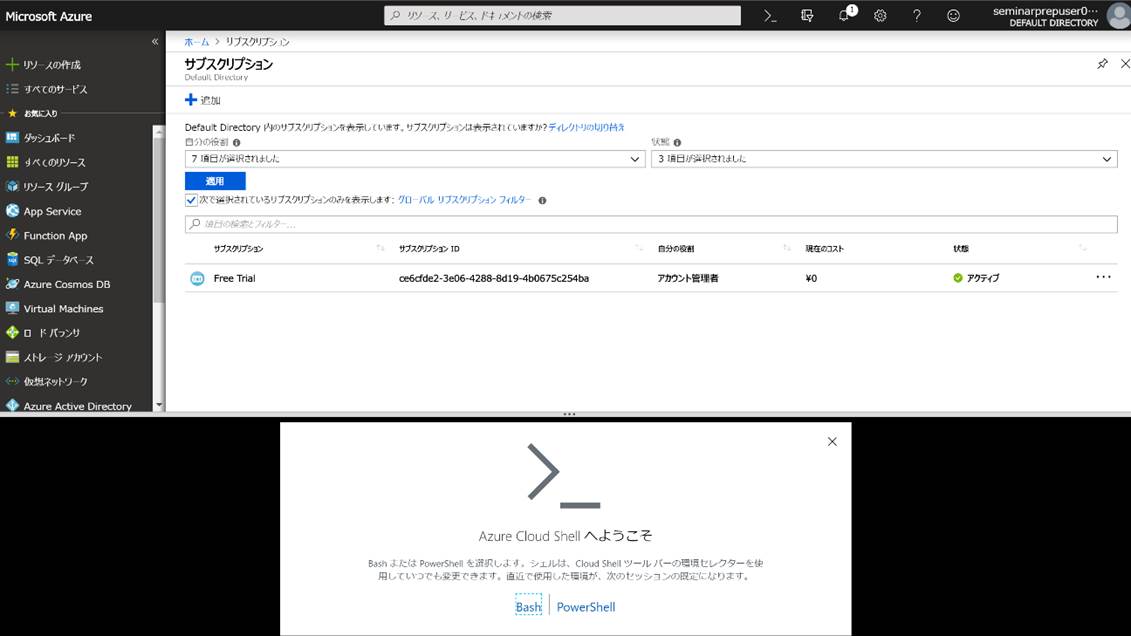 Microsoft Azure
リソース、サービス、ドキュメントの検索
1
seminarprepuser0…
DEFAULT DIRECTORY
ホーム > サブスクリプション
サブスクリプション
Default Directory
リソースの作成
すべてのサービス
お気に入り
ダッシュボード
すべてのリソース
リソース グループ
App Service
Function App
SQL データベース
Azure Cosmos DB
Virtual Machines
ロード バランサ
ストレージ アカウント
仮想ネットワーク
Azure Active Directory
追加
Default Directory 内のサブスクリプションを表示しています。サブスクリプションは表示されていますか? ディレクトリの切り替え
自分の役割 状態
7 項目が選択されました 3 項目が選択されました
適用
次で選択されているサブスクリプションのみを表示します: グローバル サブスクリプション フィルター
項目の検索とフィルター...
サブスクリプション サブスクリプション ID 自分の役割 現在のコスト 状態
Free Trial ce6cfde2-3e06-4288-8d19-4b0675c254ba アカウント管理者 ¥0 アクティブ
Azure Cloud Shell へようこそ
Bash または PowerShell を選択します。シェルは、Cloud Shell ツール バーの環境セレクターを使
用していつでも変更できます。直近で使用した環境が、次のセッションの既定になります。
Bash PowerShell